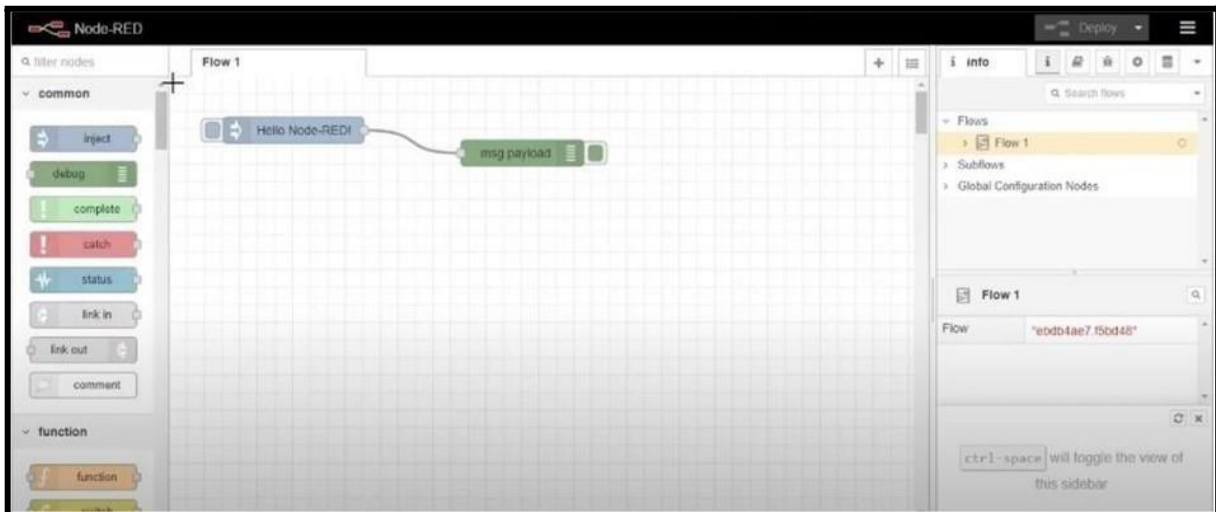 Node-RED
Deploy
filter nodes
common
inject
debug
complete
catch
status
link in
link out
comment
function
function
switch
Flow 1
Hello Node-RED!
msg.payload
i info
Search flows
Flows
Flow 1
Subflows
Global Configuration Nodes
Flow 1
Flow "ebdb4ae7.f5bd48"
ctrl-space will toggle the view of
this sidebar